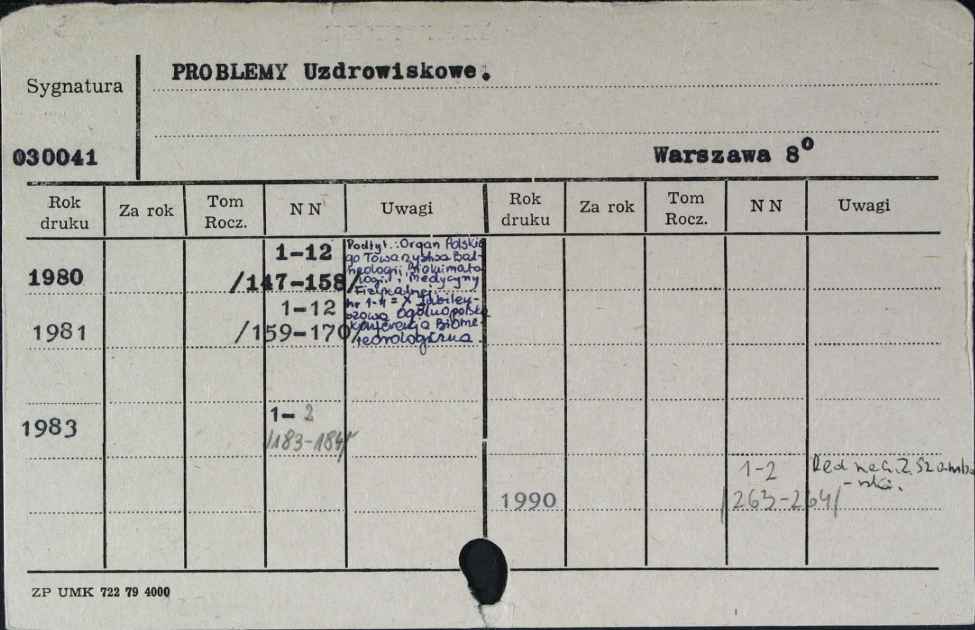 PROBLEMY Uzdrowiskowe.
Sygnatura
030041
Warszawa 8⁰
Rok druku Za rok Tom Rocz. N N Uwagi Rok druku Za rok Tom Rocz. N N Uwagi
1980 1-12
/147-158/
Podtyt.: Organ Polskie
go Towarzystwa Bal-
neologii, Bioklimato
logii i Medycyny
Fizykalnej.
1981 1-12
/159-170/
nr 1-4 = X Jubileu-
szowa Ogólnopolska
Konferencja Biome-
teorologiczna.
1983 1-2
/183-184/
1990 1-2
/263-264/
Red nacz. Z. Szambo
-rski.
ZP UMK 722 79 4000